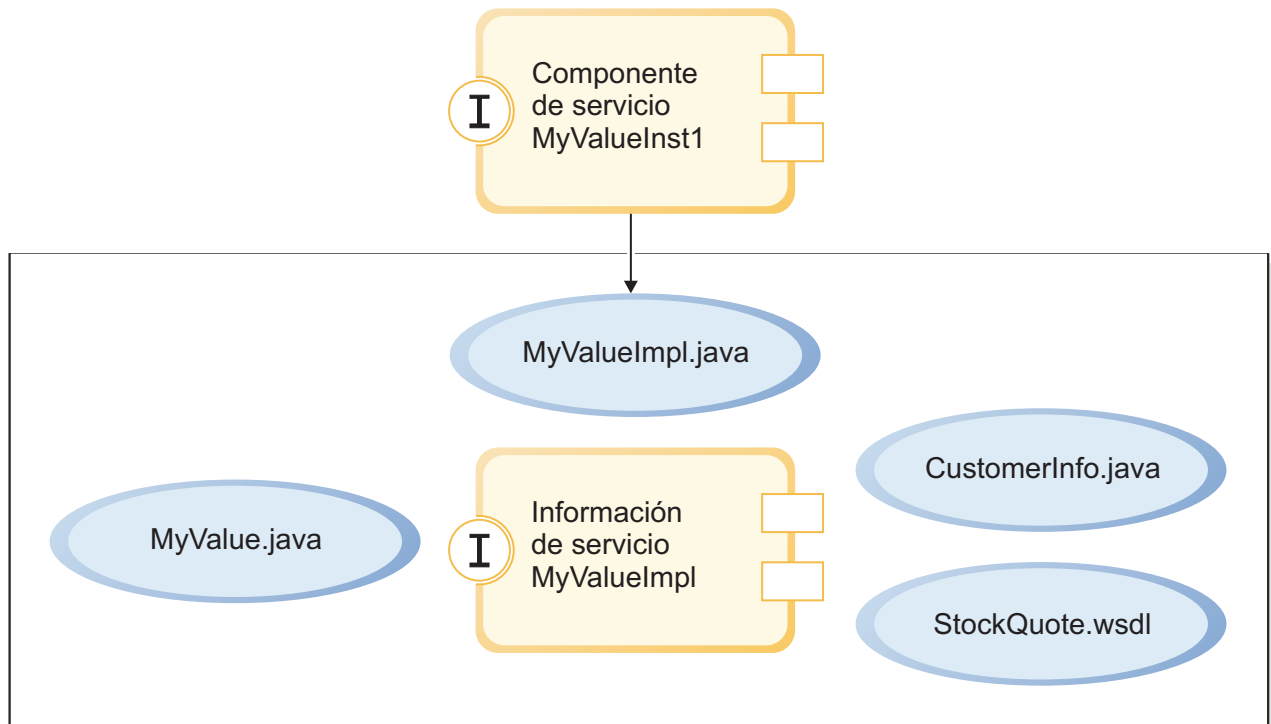 Componente
de servicio
MyValueInst1
I
MyValueImpl.java
CustomerInfo.java
MyValue.java
Información
de servicio
MyValueImpl
I
StockQuote.wsdl